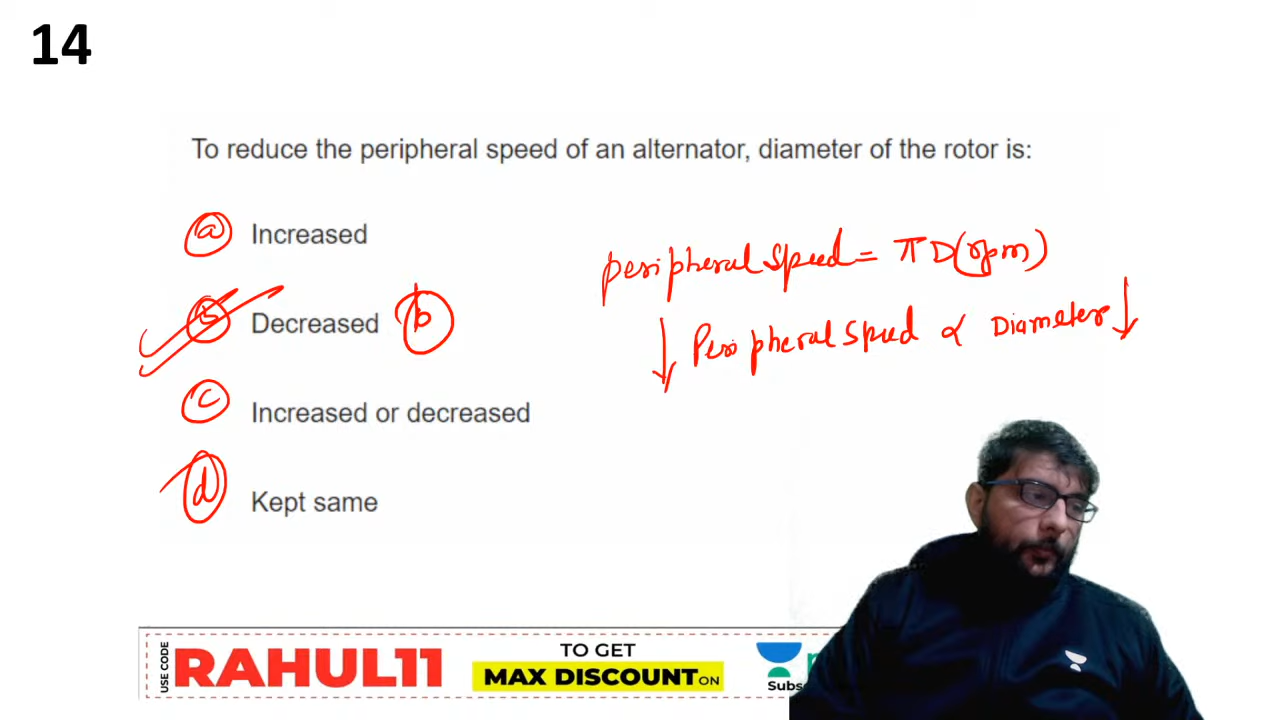 14
To reduce the peripheral speed of an alternator, diameter of the rotor is:
a Increased
b Decreased b
c Increased or decreased
d Kept same
peripheral speed = πD(rpm)
↓ Peripheral speed ∝ Diameter ↓
USE CODE
RAHUL11
TO GET
MAX DISCOUNT ON